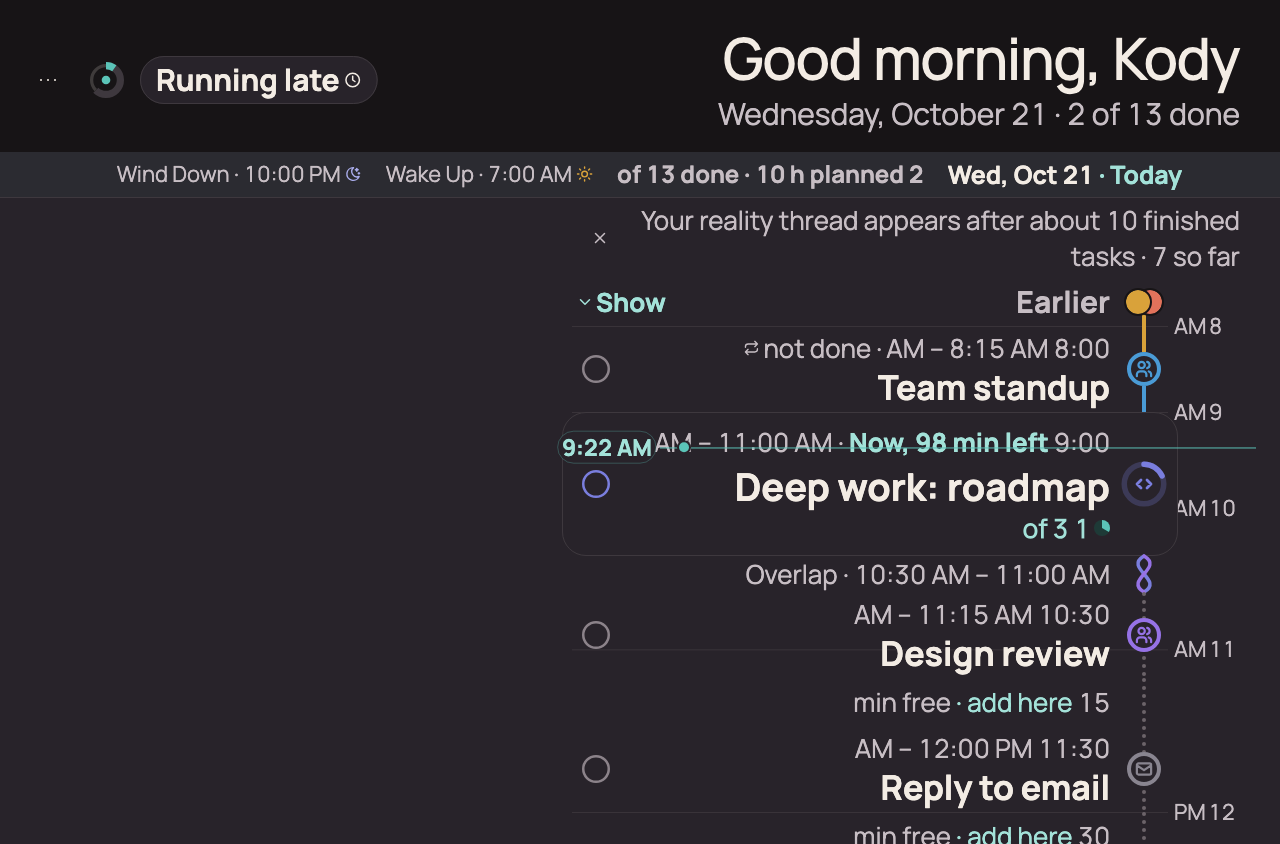 Good morning, Kody
Wednesday, October 21 · 2 of 13 done
Running late
···
Wed, Oct 21 · Today
of 13 done · 10 h planned 2
Wake Up · 7:00 AM
Wind Down · 10:00 PM
Your reality thread appears after about 10 finished
tasks · 7 so far
Earlier
Show
AM 8
not done · AM – 8:15 AM 8:00
Team standup
AM 9
AM – 11:00 AM · Now, 98 min left 9:00
9:22 AM
Deep work: roadmap
AM 10
of 3 1
Overlap · 10:30 AM – 11:00 AM
AM – 11:15 AM 10:30
Design review
AM 11
min free · add here 15
AM – 12:00 PM 11:30
Reply to email
PM 12
min free · add here 30